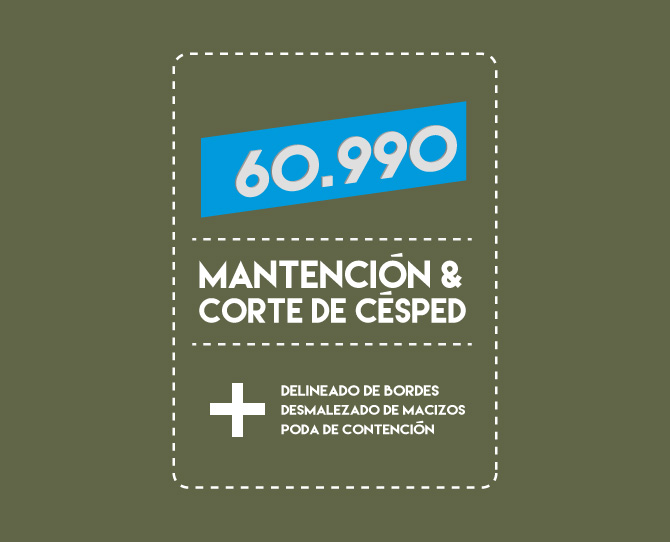 60.990
MANTENCIÓN &
CORTE DE CÉSPED
DELINEADO DE BORDES
DESMALEZADO DE MACIZOS
PODA DE CONTENCIÓN